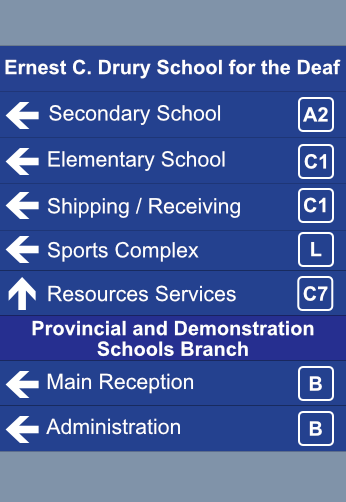 Ernest C. Drury School for the Deaf
Secondary School A2
Elementary School C1
Shipping / Receiving C1
Sports Complex L
Resources Services C7
Provincial and Demonstration
Schools Branch
Main Reception B
Administration B